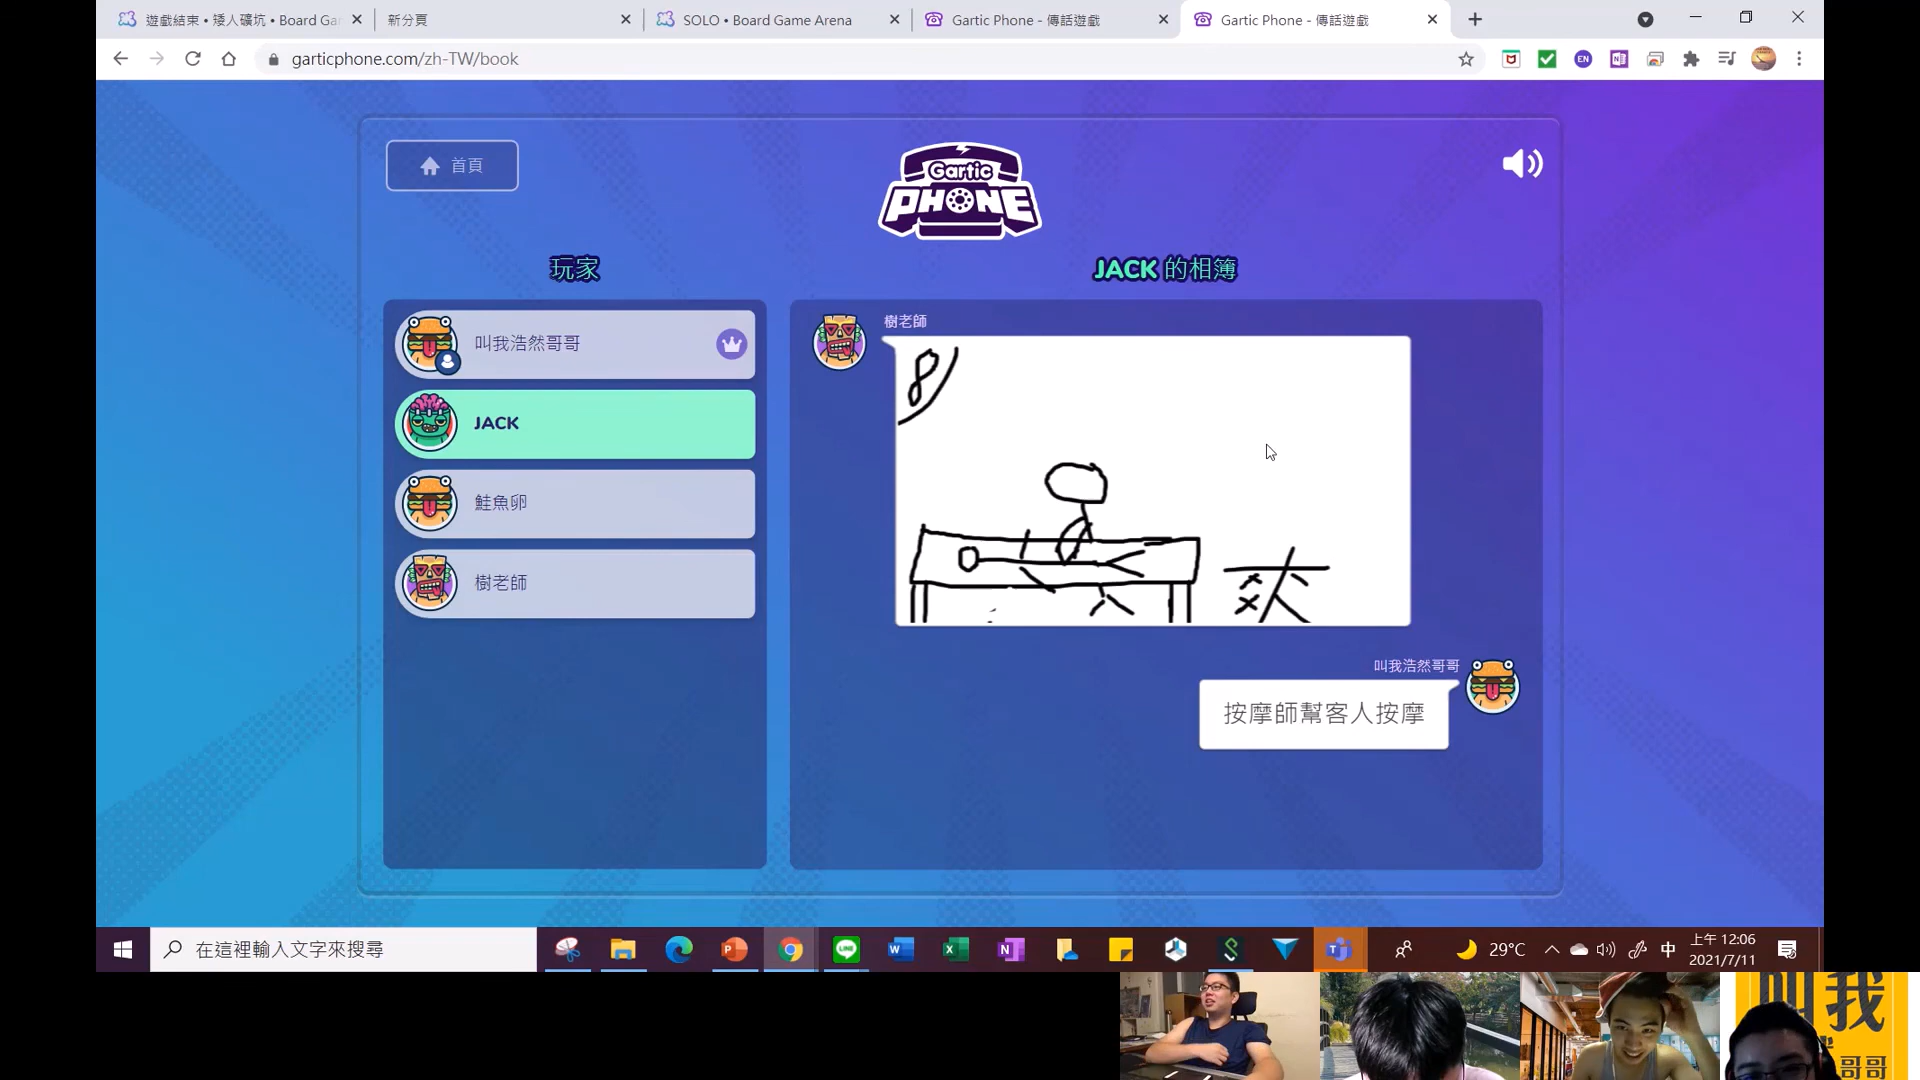 遊戲結束 • 矮人礦坑 • Board Ga
新分頁
SOLO • Board Game Arena
Gartic Phone - 傳話遊戲
Gartic Phone - 傳話遊戲
garticphone.com/zh-TW/book
EN
首頁
Gartic
PHONE
玩家
JACK 的相簿
叫我浩然哥哥
JACK
鮭魚卵
樹老師
樹老師
8
爽
叫我浩然哥哥
按摩師幫客人按摩
在這裡輸入文字來搜尋
29°C
中
上午 12:06
2021/7/11
叫我
哥哥